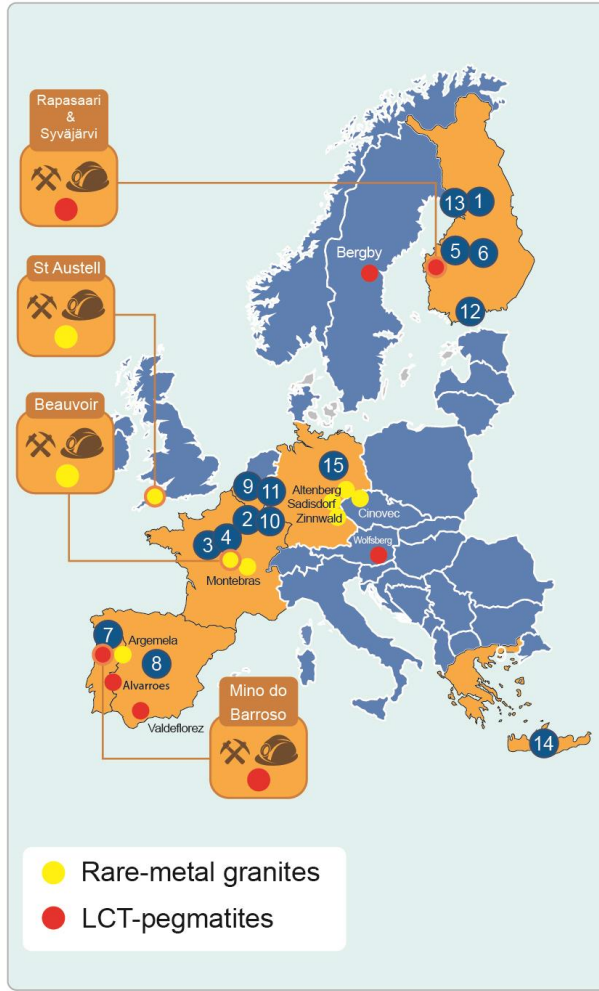 Rapasaari
&
Syväjärvi
13
1
5
6
Bergby
12
St Austell
Beauvoir
15
9
11
Altenberg
Sadisdorf
Zinnwald
Cinovec
2
10
4
3
Wolfsberg
Montebras
7
Argemela
8
Alvarroes
Mino do
Barroso
Valdeflorez
14
Rare-metal granites
LCT-pegmatites